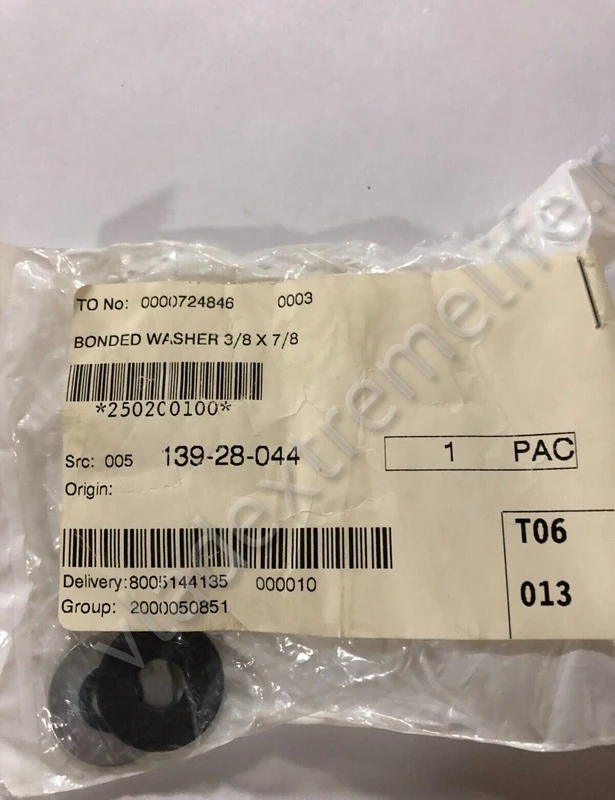 TO No: 0000724846 0003
BONDED WASHER 3/8 X 7/8
*250200100*
Src: 005 139-28-044 1 PAC
Origin:
T06
Delivery:8005144135 000010
013
Group: 2000050851